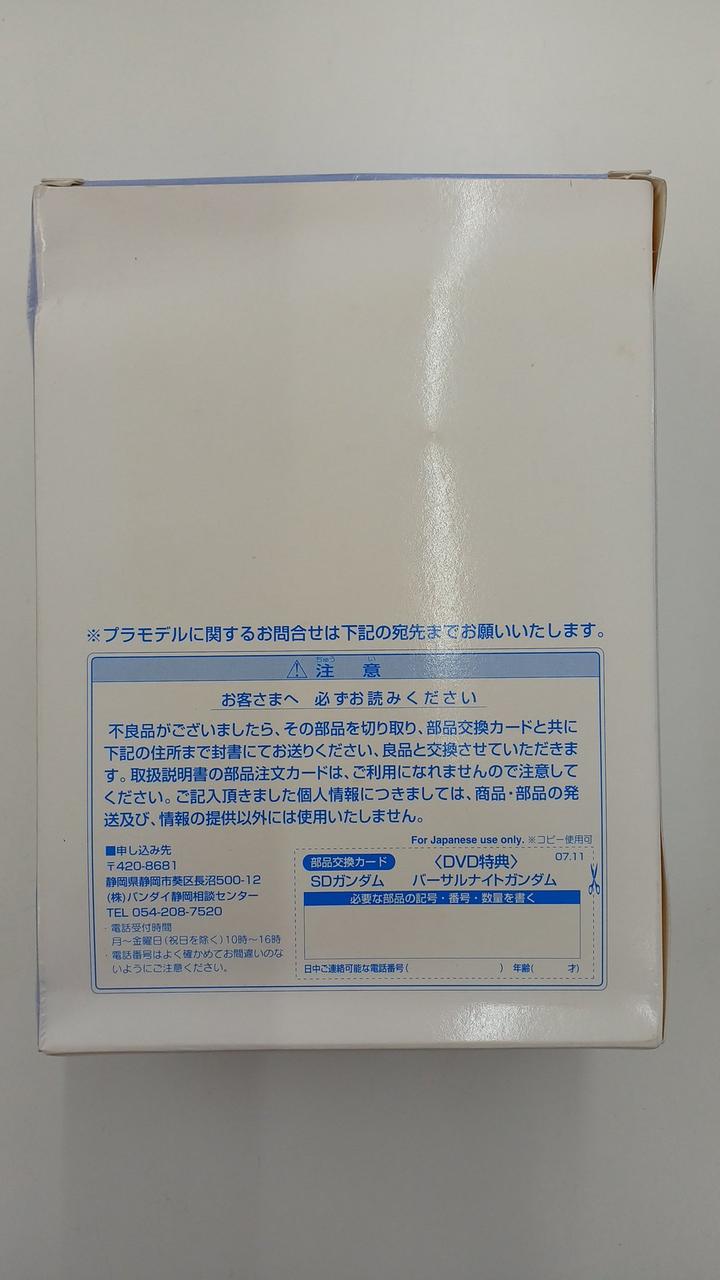 ※プラモデルに関するお問合せは下記の宛先までお願いいたします。
⚠注意
ちゅう い
お客さまへ 必ずお読みください
不良品がございましたら、その部品を切り取り、部品交換カードと共に
下記の住所まで封書にてお送りください、良品と交換させていただきま
す。取扱説明書の部品注文カードは、ご利用になれませんので注意して
ください。ご記入頂きました個人情報につきましては、商品・部品の発
送及び、情報の提供以外には使用いたしません。
■申し込み先
〒420-8681
静岡県静岡市葵区長沼500-12
(株)バンダイ静岡相談センター
TEL 054-208-7520
・電話受付時間
月～金曜日(祝日を除く)10時～16時
・電話番号はよく確かめてお間違いのな
いようにご注意ください。
For Japanese use only. ※コピー使用可
部品交換カード 〈DVD特典〉 07.11
SDガンダム バーサルナイトガンダム
必要な部品の記号・番号・数量を書く
日中ご連絡可能な電話番号( ) 年齢( 才)